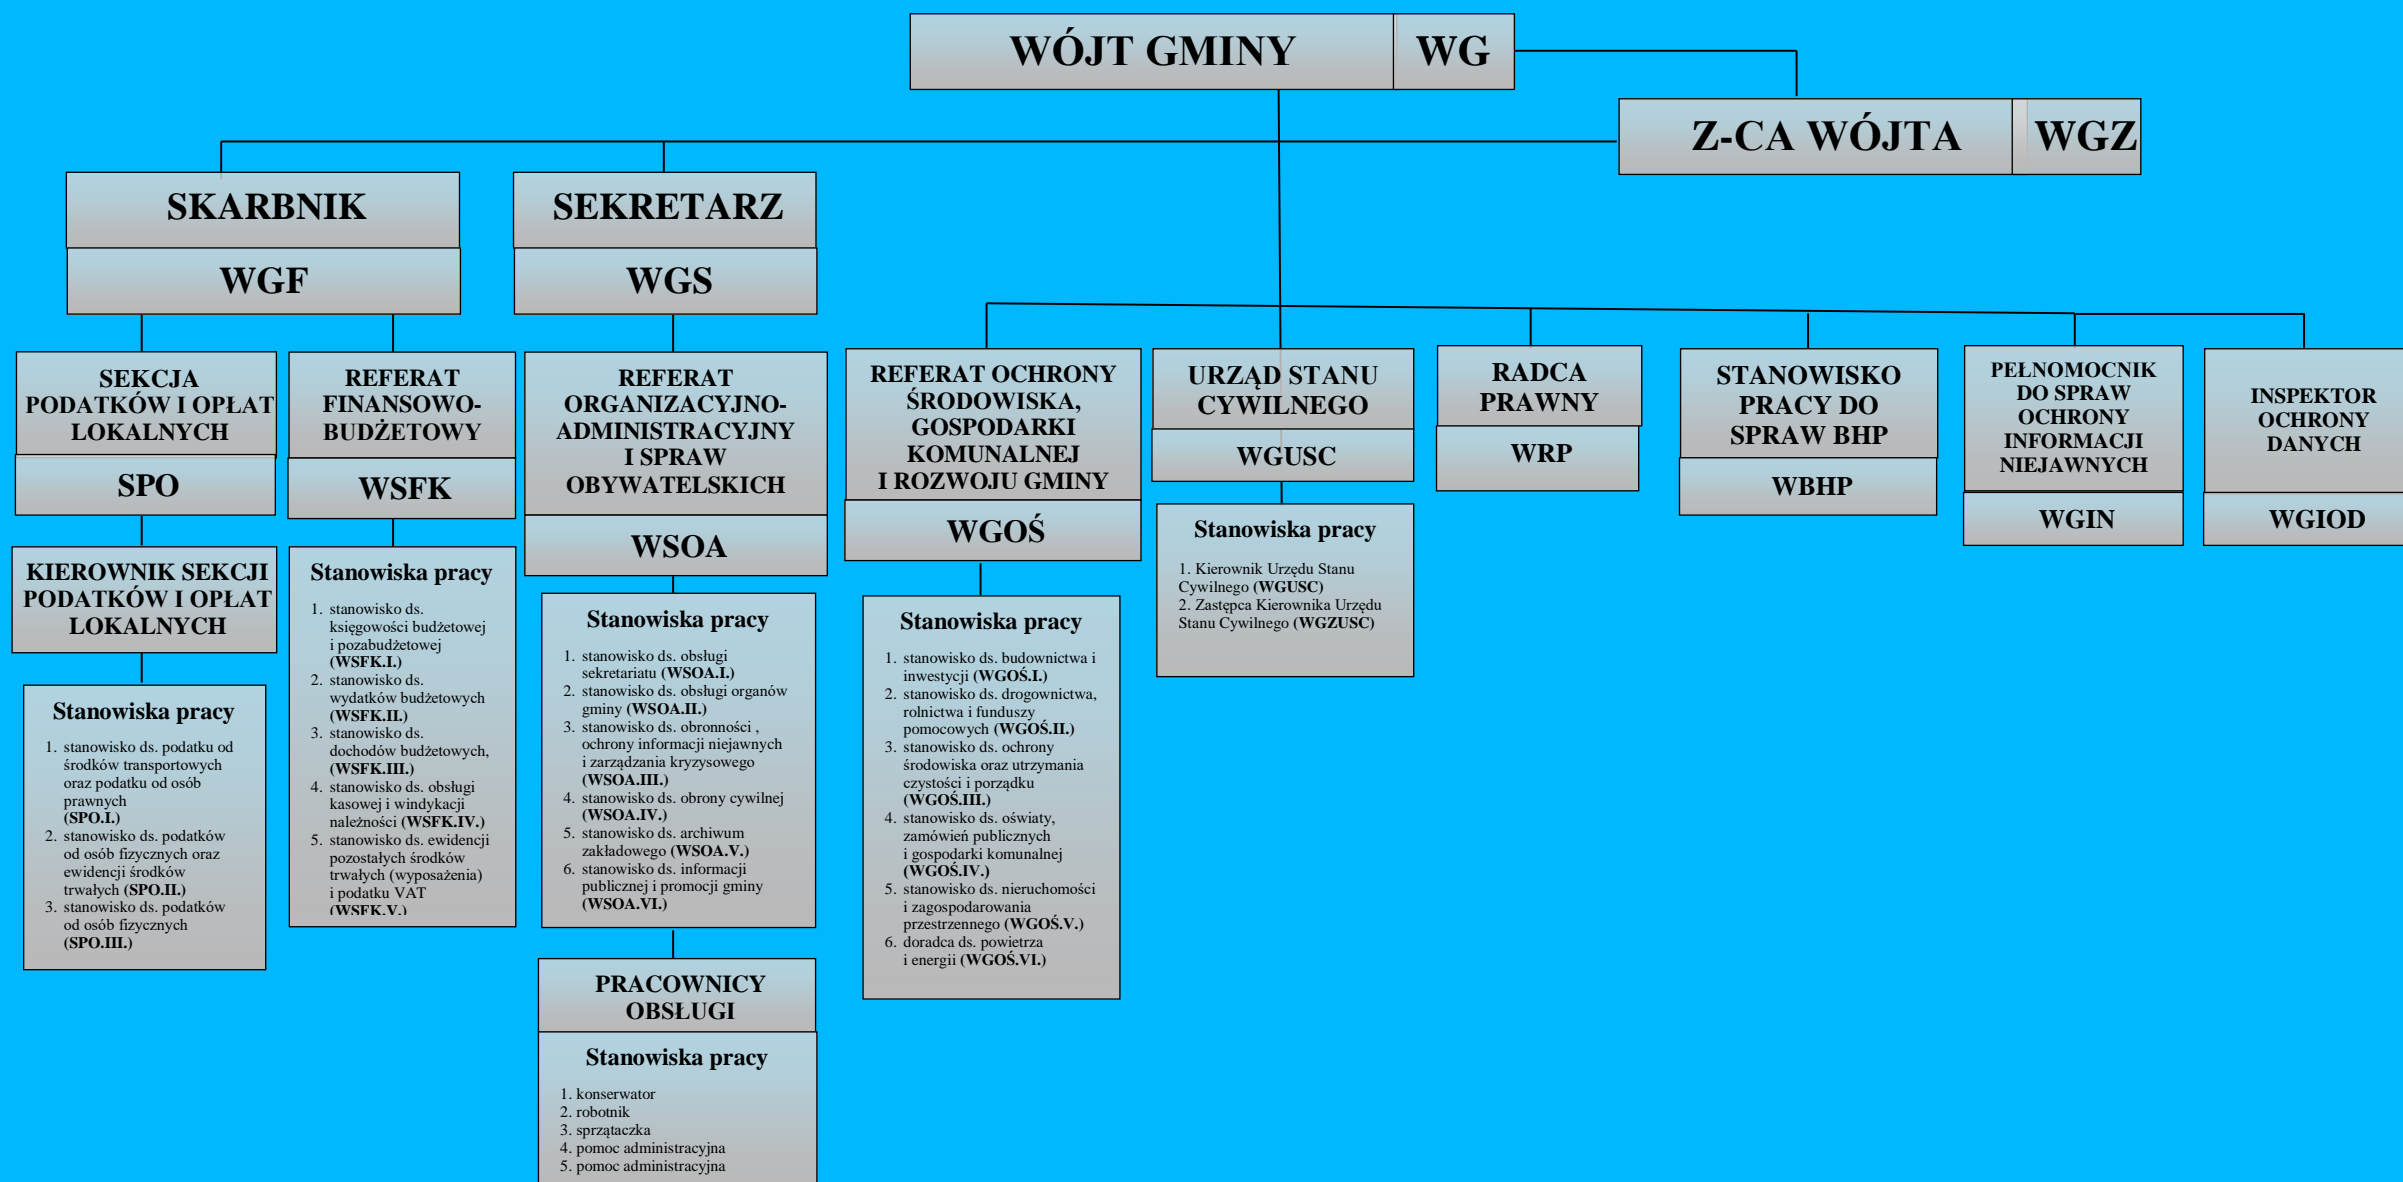 WÓJT GMINY
WG
Z-CA WÓJTA
WGZ
SKARBNIK
WGF
SEKRETARZ
WGS
SEKCJA
PODATKÓW I OPŁAT
LOKALNYCH
SPO
KIEROWNIK SEKCJI
PODATKÓW I OPŁAT
LOKALNYCH
Stanowiska pracy
1. stanowisko ds. podatku od
środków transportowych
oraz podatku od osób
prawnych
(SPO.I.)
2. stanowisko ds. podatków
od osób fizycznych oraz
ewidencji środków
trwałych (SPO.II.)
3. stanowisko ds. podatków
od osób fizycznych
(SPO.III.)
REFERAT
FINANSOWO-
BUDŻETOWY
WSFK
Stanowiska pracy
1. stanowisko ds.
księgowości budżetowej
i pozabudżetowej
(WSFK.I.)
2. stanowisko ds.
wydatków budżetowych
(WSFK.II.)
3. stanowisko ds.
dochodów budżetowych,
(WSFK.III.)
4. stanowisko ds. obsługi
kasowej i windykacji
należności (WSFK.IV.)
5. stanowisko ds. ewidencji
pozostałych środków
trwałych (wyposażenia)
i podatku VAT
(WSFK.V.)
REFERAT
ORGANIZACYJNO-
ADMINISTRACYJNY
I SPRAW
OBYWATELSKICH
WSOA
Stanowiska pracy
1. stanowisko ds. obsługi
sekretariatu (WSOA.I.)
2. stanowisko ds. obsługi organów
gminy (WSOA.II.)
3. stanowisko ds. obronności ,
ochrony informacji niejawnych
i zarządzania kryzysowego
(WSOA.III.)
4. stanowisko ds. obrony cywilnej
(WSOA.IV.)
5. stanowisko ds. archiwum
zakładowego (WSOA.V.)
6. stanowisko ds. informacji
publicznej i promocji gminy
(WSOA.VI.)
PRACOWNICY
OBSŁUGI
Stanowiska pracy
1. konserwator
2. robotnik
3. sprzątaczka
4. pomoc administracyjna
5. pomoc administracyjna
REFERAT OCHRONY
ŚRODOWISKA,
GOSPODARKI
KOMUNALNEJ
I ROZWOJU GMINY
WGOŚ
Stanowiska pracy
1. stanowisko ds. budownictwa i
inwestycji (WGOŚ.I.)
2. stanowisko ds. drogownictwa,
rolnictwa i funduszy
pomocowych (WGOŚ.II.)
3. stanowisko ds. ochrony
środowiska oraz utrzymania
czystości i porządku
(WGOŚ.III.)
4. stanowisko ds. oświaty,
zamówień publicznych
i gospodarki komunalnej
(WGOŚ.IV.)
5. stanowisko ds. nieruchomości
i zagospodarowania
przestrzennego (WGOŚ.V.)
6. doradca ds. powietrza
i energii (WGOŚ.VI.)
URZĄD STANU
CYWILNEGO
WGUSC
Stanowiska pracy
1. Kierownik Urzędu Stanu
Cywilnego (WGUSC)
2. Zastępca Kierownika Urzędu
Stanu Cywilnego (WGZUSC)
RADCA
PRAWNY
WRP
STANOWISKO
PRACY DO
SPRAW BHP
WBHP
PEŁNOMOCNIK
DO SPRAW
OCHRONY
INFORMACJI
NIEJAWNYCH
WGIN
INSPEKTOR
OCHRONY
DANYCH
WGIOD